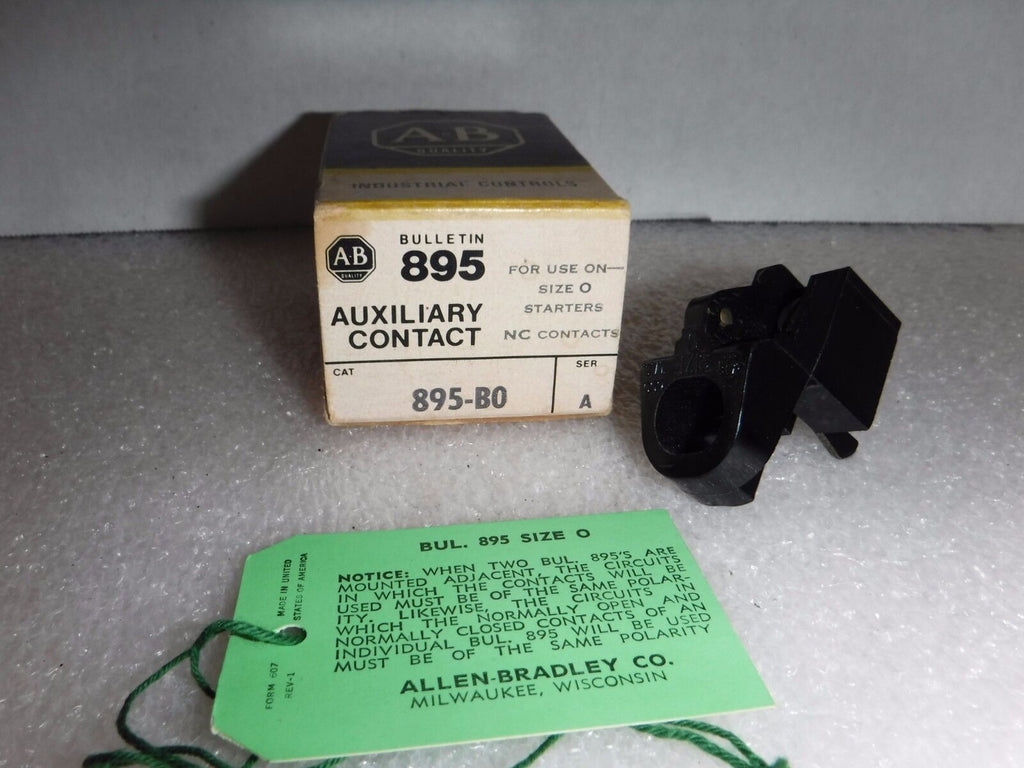 A-B
QUALITY
INDUSTRIAL CONTROLS
A-B
QUALITY
BULLETIN
895
AUXILIARY
CONTACT
FOR USE ON
SIZE 0
STARTERS
NC CONTACTS
CAT
895-B0
SER
A
BUL. 895 SIZE 0
NOTICE: WHEN TWO BUL. 895'S ARE
MOUNTED ADJACENT, THE CIRCUITS
IN WHICH THE CONTACTS WILL BE
USED MUST BE OF THE SAME POLAR-
ITY. LIKEWISE, THE CIRCUITS IN
WHICH THE NORMALLY OPEN AND
NORMALLY CLOSED CONTACTS OF AN
INDIVIDUAL BUL. 895 WILL BE USED
MUST BE OF THE SAME POLARITY
ALLEN-BRADLEY CO.
MILWAUKEE, WISCONSIN
MADE IN UNITED
STATES OF AMERICA
FORM 607
REV-1